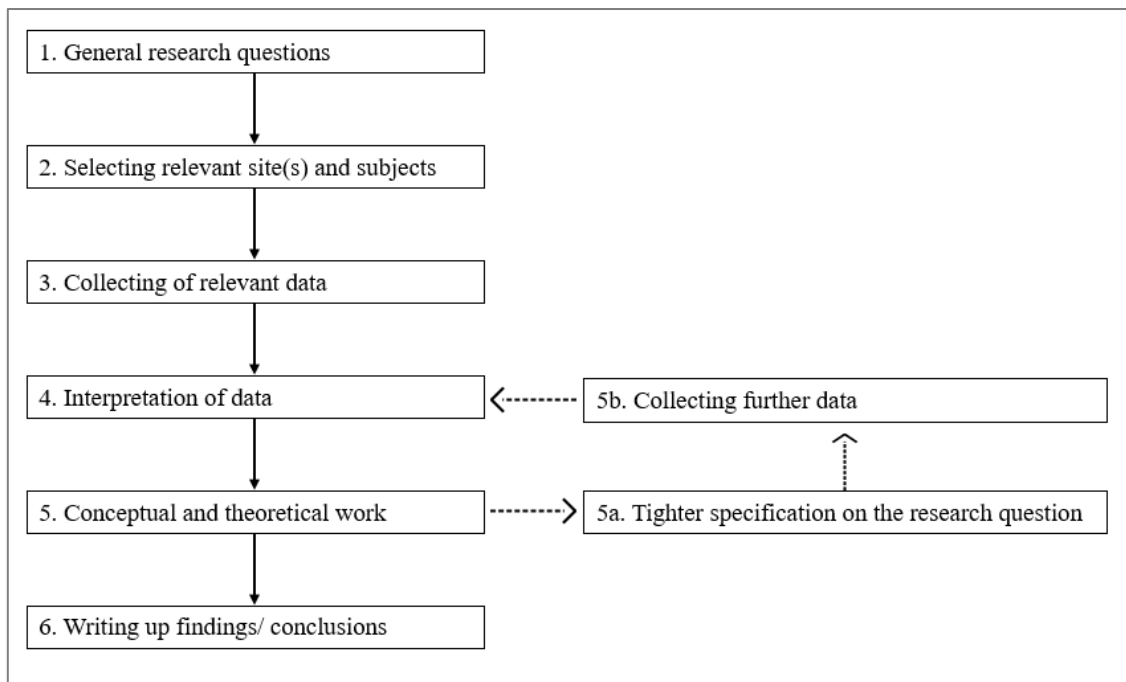 1. General research questions
2. Selecting relevant site(s) and subjects
3. Collecting of relevant data
4. Interpretation of data
5b. Collecting further data
5. Conceptual and theoretical work
5a. Tighter specification on the research question
6. Writing up findings/ conclusions